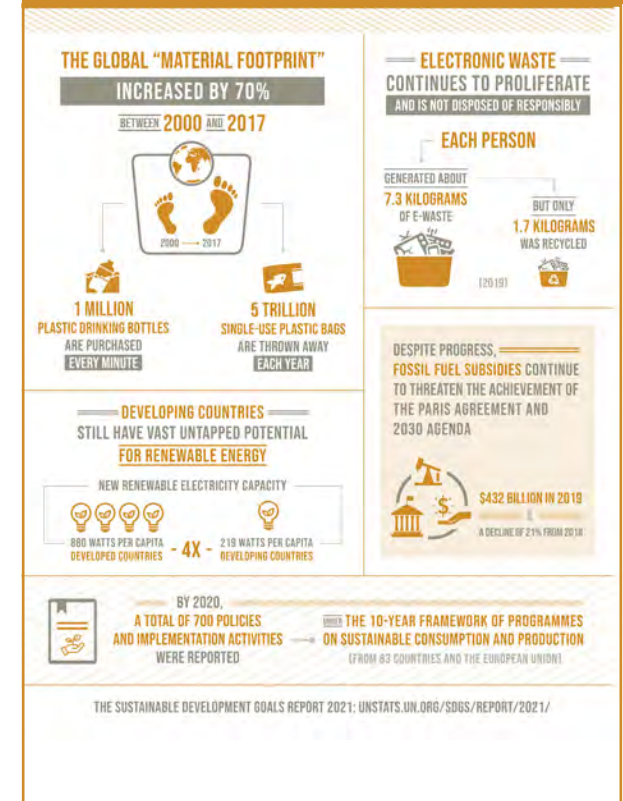 THE GLOBAL “MATERIAL FOOTPRINT”
INCREASED BY 70%
BETWEEN 2000 AND 2017
2000 2017
1 MILLION
PLASTIC DRINKING BOTTLES
ARE PURCHASED
EVERY MINUTE
5 TRILLION
SINGLE-USE PLASTIC BAGS
ARE THROWN AWAY
EACH YEAR
ELECTRONIC WASTE
CONTINUES TO PROLIFERATE
AND IS NOT DISPOSED OF RESPONSIBLY
EACH PERSON
GENERATED ABOUT
7.3 KILOGRAMS
OF E-WASTE
BUT ONLY
1.7 KILOGRAMS
WAS RECYCLED
(2019)
DEVELOPING COUNTRIES
STILL HAVE VAST UNTAPPED POTENTIAL
FOR RENEWABLE ENERGY
NEW RENEWABLE ELECTRICITY CAPACITY
880 WATTS PER CAPITA
DEVELOPED COUNTRIES
- 4X -
219 WATTS PER CAPITA
DEVELOPING COUNTRIES
DESPITE PROGRESS,
FOSSIL FUEL SUBSIDIES CONTINUE
TO THREATEN THE ACHIEVEMENT OF
THE PARIS AGREEMENT AND
2030 AGENDA
$
$432 BILLION IN 2019
A DECLINE OF 21% FROM 2018
BY 2020,
A TOTAL OF 700 POLICIES
AND IMPLEMENTATION ACTIVITIES
WERE REPORTED
UNDER THE 10-YEAR FRAMEWORK OF PROGRAMMES
ON SUSTAINABLE CONSUMPTION AND PRODUCTION
(FROM 83 COUNTRIES AND THE EUROPEAN UNION)
THE SUSTAINABLE DEVELOPMENT GOALS REPORT 2021: UNSTATS.UN.ORG/SDGS/REPORT/2021/